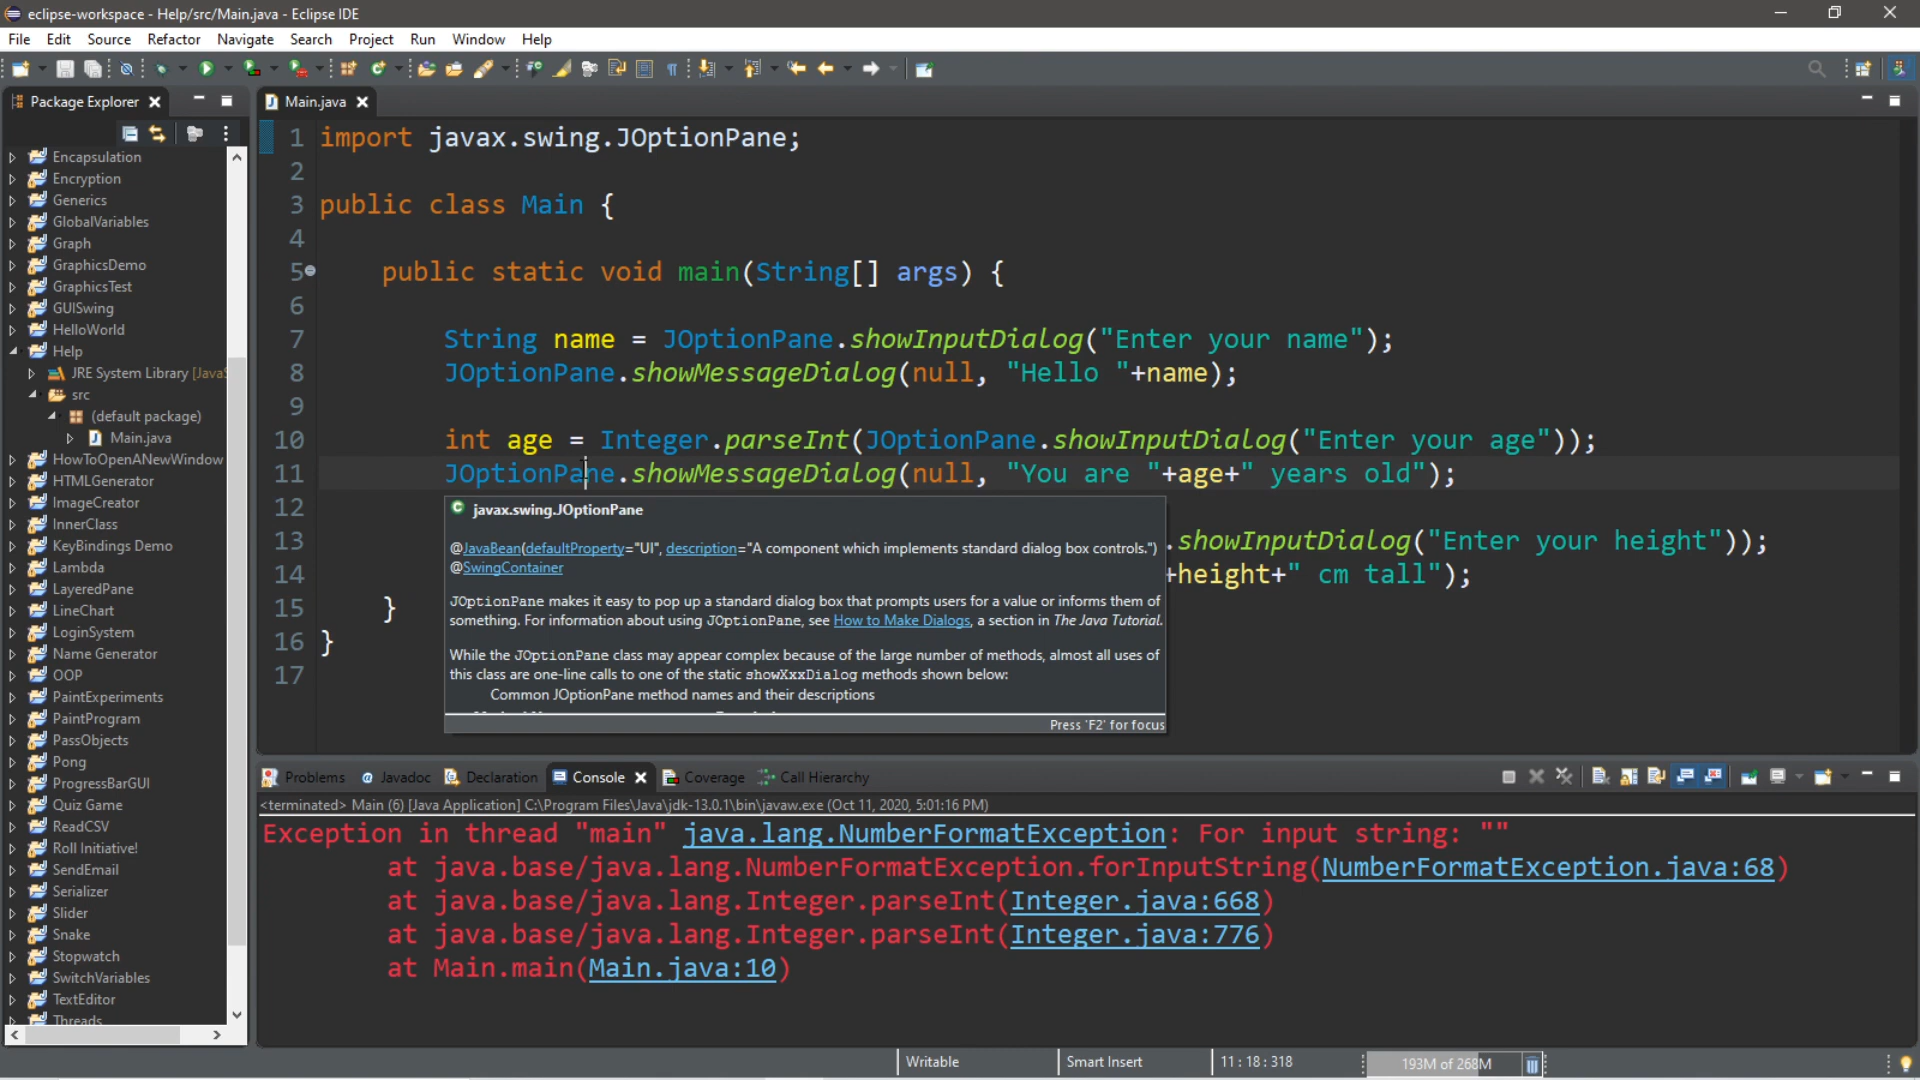 eclipse-workspace - Help/src/Main.java - Eclipse IDE
File Edit Source Refactor Navigate Search Project Run Window Help
Package Explorer
Encapsulation
Encryption
Generics
GlobalVariables
Graph
GraphicsDemo
GraphicsTest
GUISwing
HelloWorld
Help
JRE System Library [Java
src
(default package)
Main.java
HowToOpenANewWindow
HTMLGenerator
ImageCreator
InnerClass
KeyBindings Demo
Lambda
LayeredPane
LineChart
LoginSystem
Name Generator
OOP
PaintExperiments
PaintProgram
PassObjects
Pong
ProgressBarGUI
Quiz Game
ReadCSV
Roll Initiative!
SendEmail
Serializer
Slider
Snake
Stopwatch
SwitchVariables
TextEditor
Threads
Main.java
1 import javax.swing.JOptionPane;
2
3 public class Main {
4
5 public static void main(String[] args) {
6
7 String name = JOptionPane.showInputDialog("Enter your name");
8 JOptionPane.showMessageDialog(null, "Hello "+name);
9
10 int age = Integer.parseInt(JOptionPane.showInputDialog("Enter your age"));
11 JOptionPane.showMessageDialog(null, "You are "+age+" years old");
12
13 .showInputDialog("Enter your height"));
14 +height+" cm tall");
15 }
16 }
17
javax.swing.JOptionPane
@JavaBean(defaultProperty="UI", description="A component which implements standard dialog box controls.")
@SwingContainer
JOptionPane makes it easy to pop up a standard dialog box that prompts users for a value or informs them of
something. For information about using JOptionPane, see How to Make Dialogs, a section in The Java Tutorial.
While the JOptionPane class may appear complex because of the large number of methods, almost all uses of
this class are one-line calls to one of the static showXxxDialog methods shown below:
Common JOptionPane method names and their descriptions
Press 'F2' for focus
Problems @ Javadoc Declaration Console Coverage Call Hierarchy
<terminated> Main (6) [Java Application] C:\Program Files\Java\jdk-13.0.1\bin\javaw.exe (Oct 11, 2020, 5:01:16 PM)
Exception in thread "main" java.lang.NumberFormatException: For input string: ""
at java.base/java.lang.NumberFormatException.forInputString(NumberFormatException.java:68)
at java.base/java.lang.Integer.parseInt(Integer.java:668)
at java.base/java.lang.Integer.parseInt(Integer.java:776)
at Main.main(Main.java:10)
Writable Smart Insert 11 : 18 : 318 193M of 268M